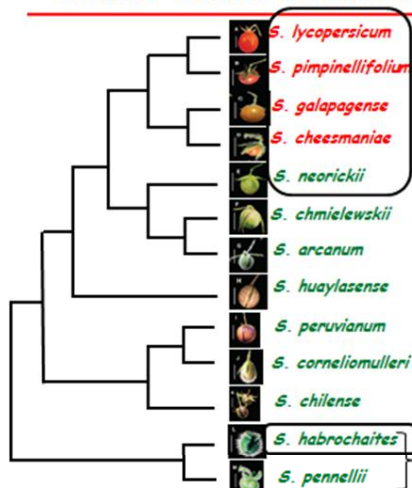 S. lycopersicum
S. pimpinellifolium
S. galapagense
S. cheesmaniae
S. neorickii
S. chmielewskii
S. arcanum
S. huaylasense
S. peruvianum
S. corneliomulleri
S. chilense
S. habrochaites
S. pennellii